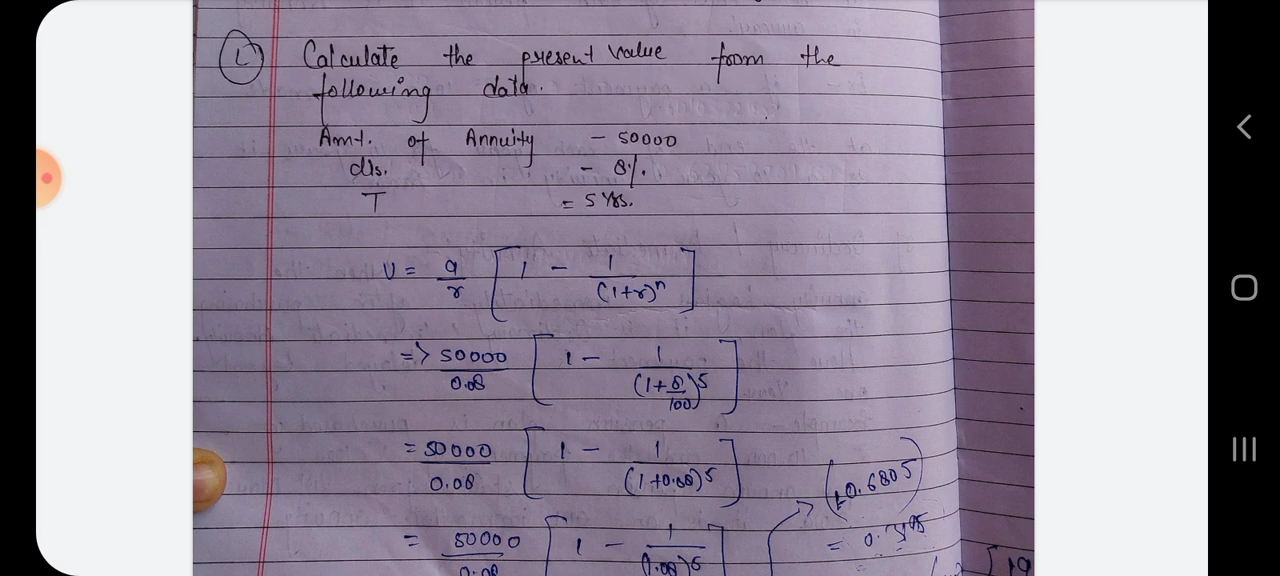 Calculate the present value from the
following data.
Amt. of Annuity - 50000
dis. - 8%.
T = 5 Yrs.
V = a/r [1 - 1/(1+r)^n]
=> 50000/0.08 [1 - 1/(1+8/100)^5]
= 50000/0.08 [1 - 1/(1+0.08)^5]
= 50000/0.08 [1 - 1/(1.08)^5]
0.6805)